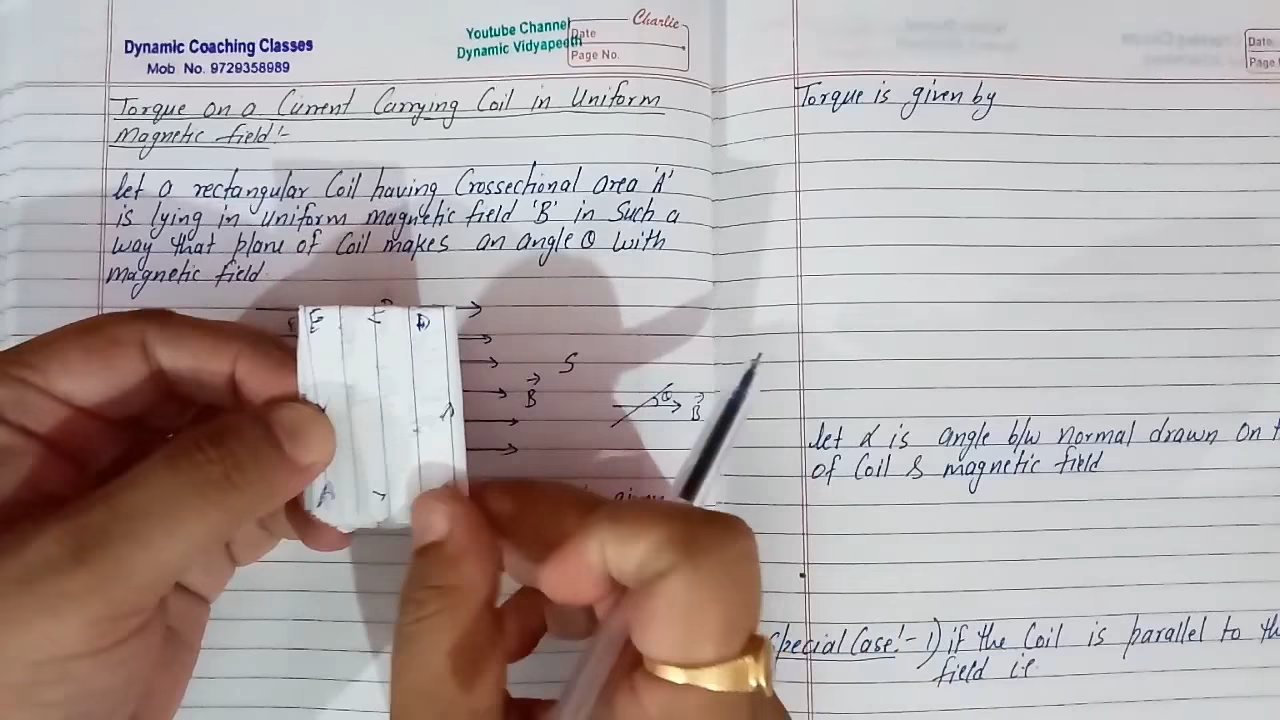 Dynamic Coaching Classes
Mob No. 9729358989
Youtube Channel
Dynamic Vidyapeeth
Charlie
Date
Page No.
Torque on a Current Carrying Coil in Uniform
Magnetic field:-
let a rectangular Coil having Crossectional area 'A'
is lying in uniform magnetic field 'B' in Such a
way that plane of Coil makes an angle θ with
magnetic field
E F D
A
B
S
θ
B
Torque is given by
let α is angle b/w normal drawn on
of Coil & magnetic field
Special Case:- 1) if the Coil is parallel to the
field i.e
Date
Page